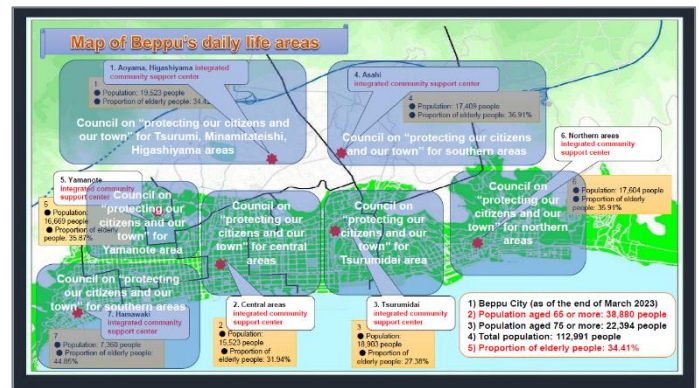 Map of Beppu's daily life areas
1. Aoyama, Higashiyama integrated
community support center
1
● Population: 19,523 people
● Proportion of elderly people: 34.4
Council on "protecting our citizens and
our town" for Tsurumi, Minamitateishi,
Higashiyama areas
4. Asahi
integrated community support center
4
● Population: 17,409 people
● Proportion of elderly people: 36.91%
Council on "protecting our citizens
and our town" for southern areas
6. Northern areas
integrated community
support center
6
● Population: 17,604 people
● Proportion of elderly people:
35.91%
Council on
"protecting our
citizens and our
town" for northern
areas
5. Yamanote
integrated community
support center
5
● Population:
16,669 people
● Proportion of elderly
people: 35.87%
Council on
"protecting our
citizens and our
town" for
Yamanote area
Council on
"protecting our
citizens and our
town" for central
areas
Council on
"protecting our
citizens and our
town" for
Tsurumidai area
Council on
"protecting our
citizens and our
town" for southern areas
7. Hamawaki
integrated community
support center
7
● Population: 7,360 people
● Proportion of elderly people:
44.85%
2. Central areas
integrated community
support center
2
● Population:
15,523 people
● Proportion of
elderly people: 31.94%
3. Tsurumidai
integrated community
support center
3
● Population:
18,903 people
● Proportion of
elderly people: 27.38%
1) Beppu City (as of the end of March 2023)
2) Population aged 65 or more: 38,880 people
3) Population aged 75 or more: 22,394 people
4) Total population: 112,991 people
5) Proportion of elderly people: 34.41%